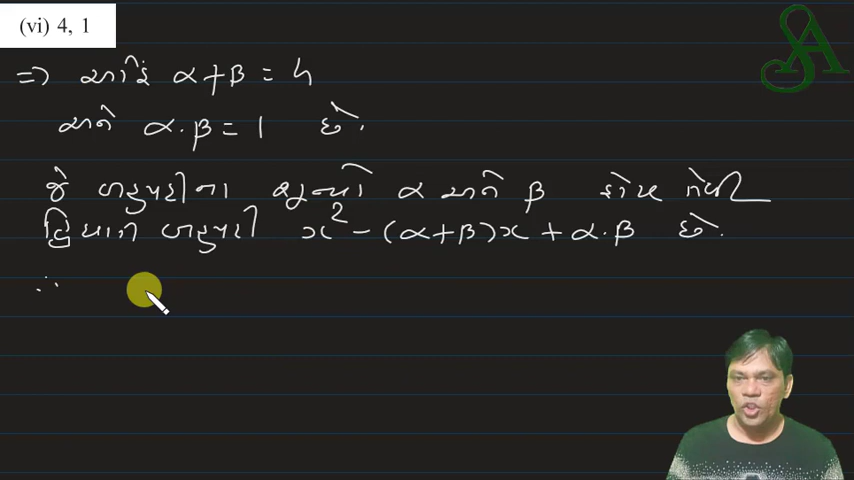 (vi) 4, 1
=> અહીં α+β = 4
અને α.β = 1 છે.
જે બહુપદીના શૂન્યો α અને β હોય તેવી
દ્વિઘાત બહુપદી x² - (α+β)x + α.β છે.
∴